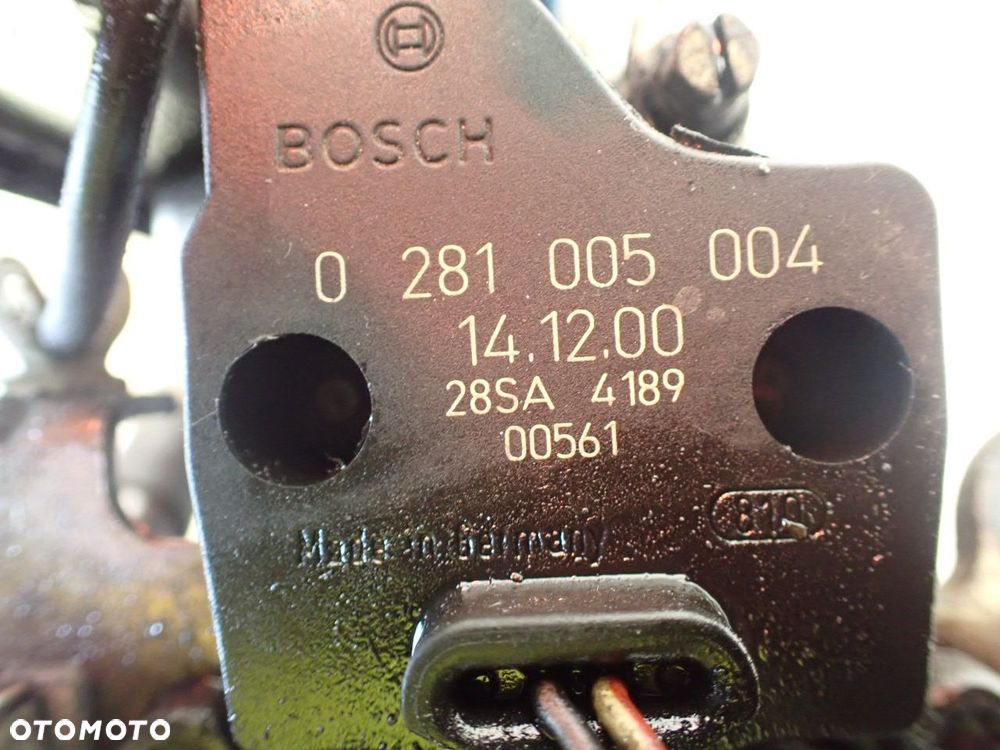 BOSCH
0 281 005 004
14.12.00
28SA 4189
00561
Made in Germany
OTOMOTO